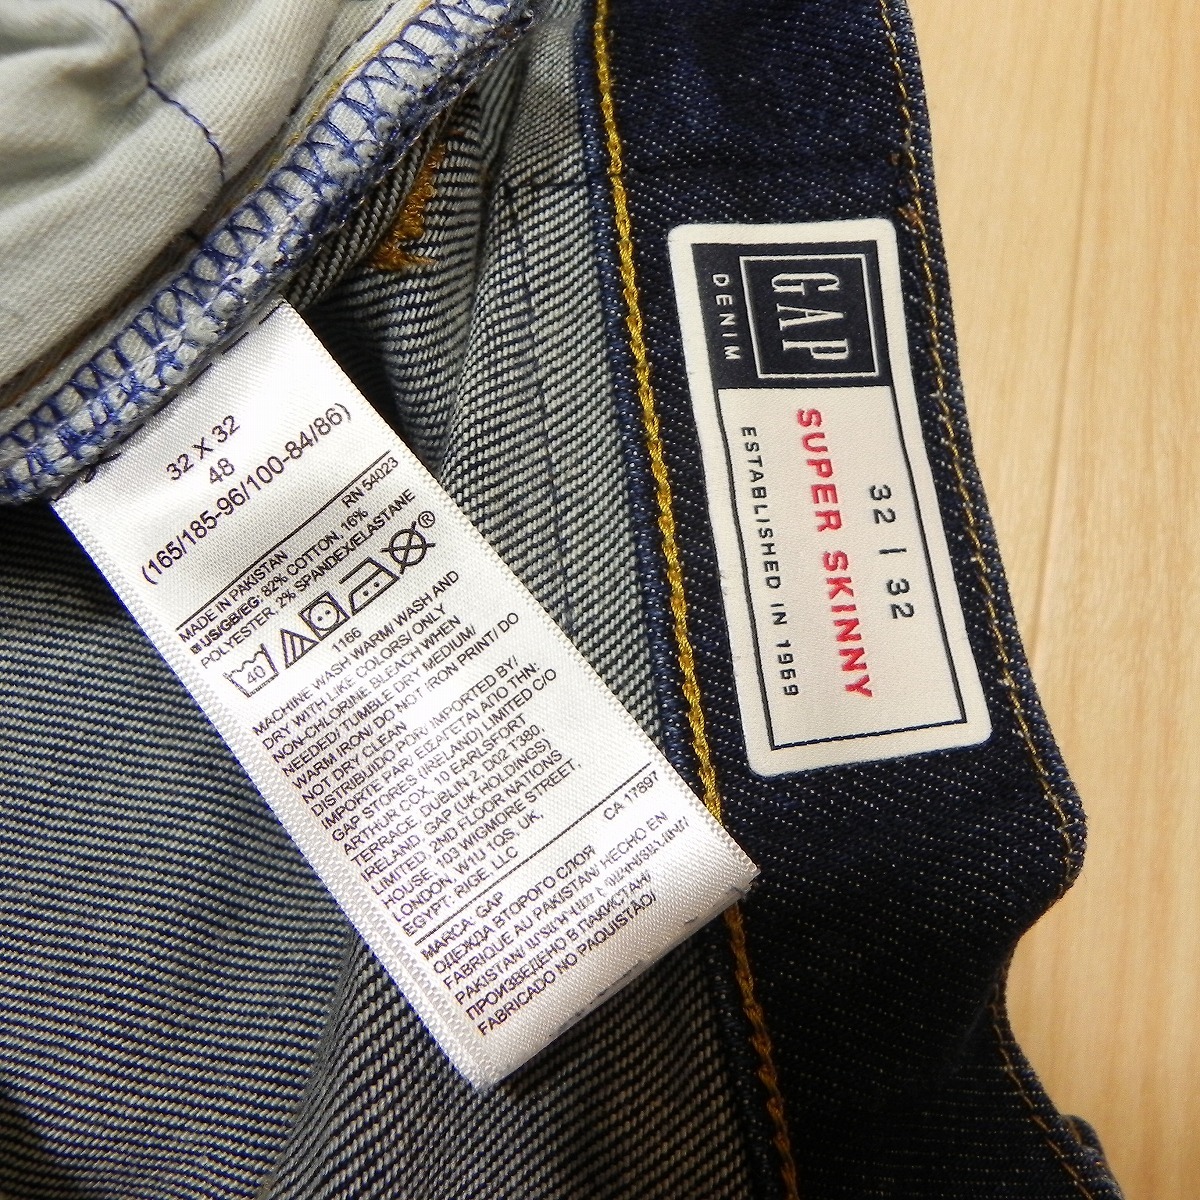 GAP
DENIM
32 | 32
SUPER SKINNY
ESTABLISHED IN 1969
32 X 32
48
(165/185-96/100-84/86)
RN 54023
MADE IN PAKISTAN
US/GB/EG: 82% COTTON, 16%
POLYESTER, 2% SPANDEX/ELASTANE
40
®
1166
MACHINE WASH WARM/ WASH AND
DRY WITH LIKE COLORS/ ONLY
NON-CHLORINE BLEACH WHEN
NEEDED/ TUMBLE DRY MEDIUM/
WARM IRON/ DO NOT IRON PRINT/ DO
NOT DRY CLEAN
DISTRIBUIDO POR/ IMPORTED BY/
IMPORTE PAR/ ΕΙΣΑΓΕΤΑΙ ΑΠΟ ΤΗΝ:
GAP STORES (IRELAND) LIMITED C/O
ARTHUR COX, 10 EARLSFORT
TERRACE DUBLIN 2 D02 T380,
IRELAND. GAP (UK HOLDINGS)
LIMITED, 2ND FLOOR NATIONS
HOUSE, 103 WIGMORE STREET,
LONDON, W1U 1QS, UK,
EGYPT: RIGE, LLC
CA 17897
MARCA: GAP
ОДЕЖДА ВТОРОГО СЛОЯ
FABRIQUE AU PAKISTAN/ HECHO EN
PAKISTAN/
ПРОИЗВЕДЕНО В ПАКИСТАН/
FABRICADO NO PAQUISTÃO/